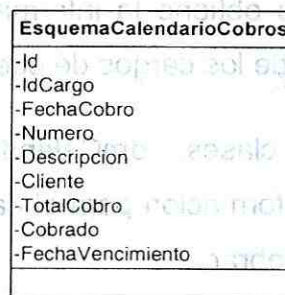 EsquemaCalendarioCobros
-Id
-IdCargo
-FechaCobro
-Numero
-Descripcion
-Cliente
-TotalCobro
-Cobrado
-FechaVencimiento